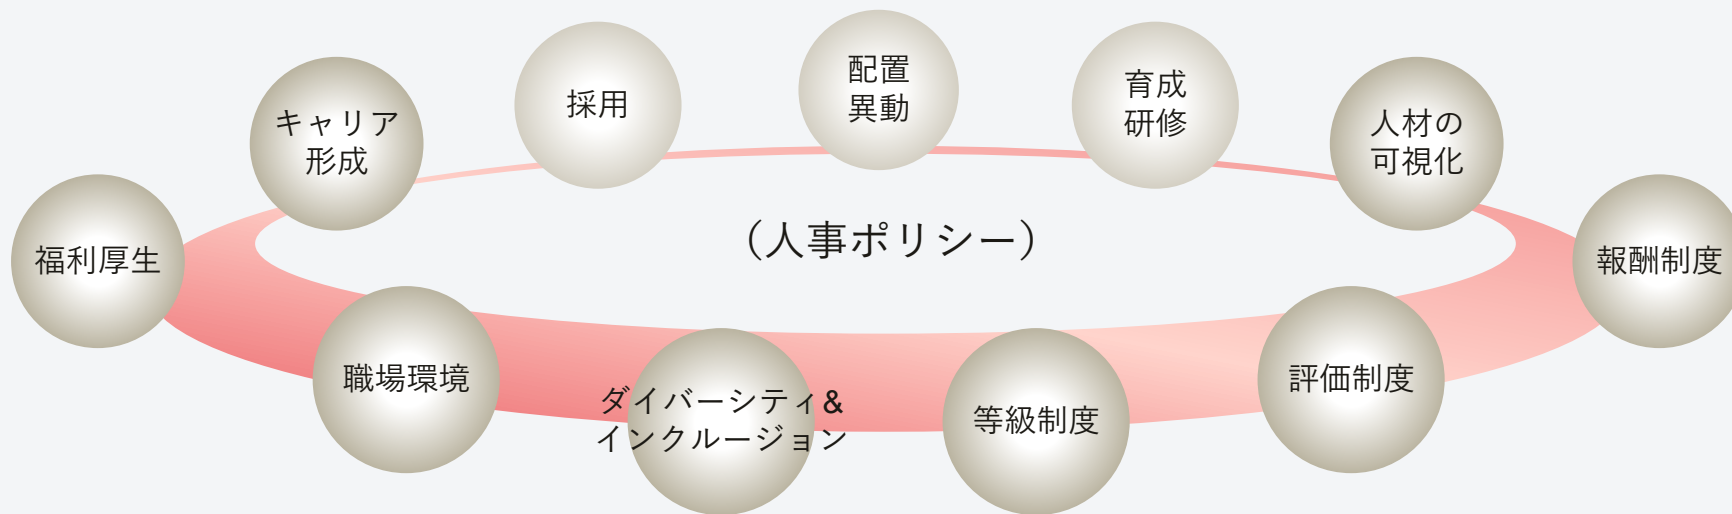 配置
異動
採用
育成
研修
キャリア
形成
人材の
可視化
（人事ポリシー）
福利厚生
報酬制度
職場環境
評価制度
ダイバーシティ&
インクルージョン
等級制度